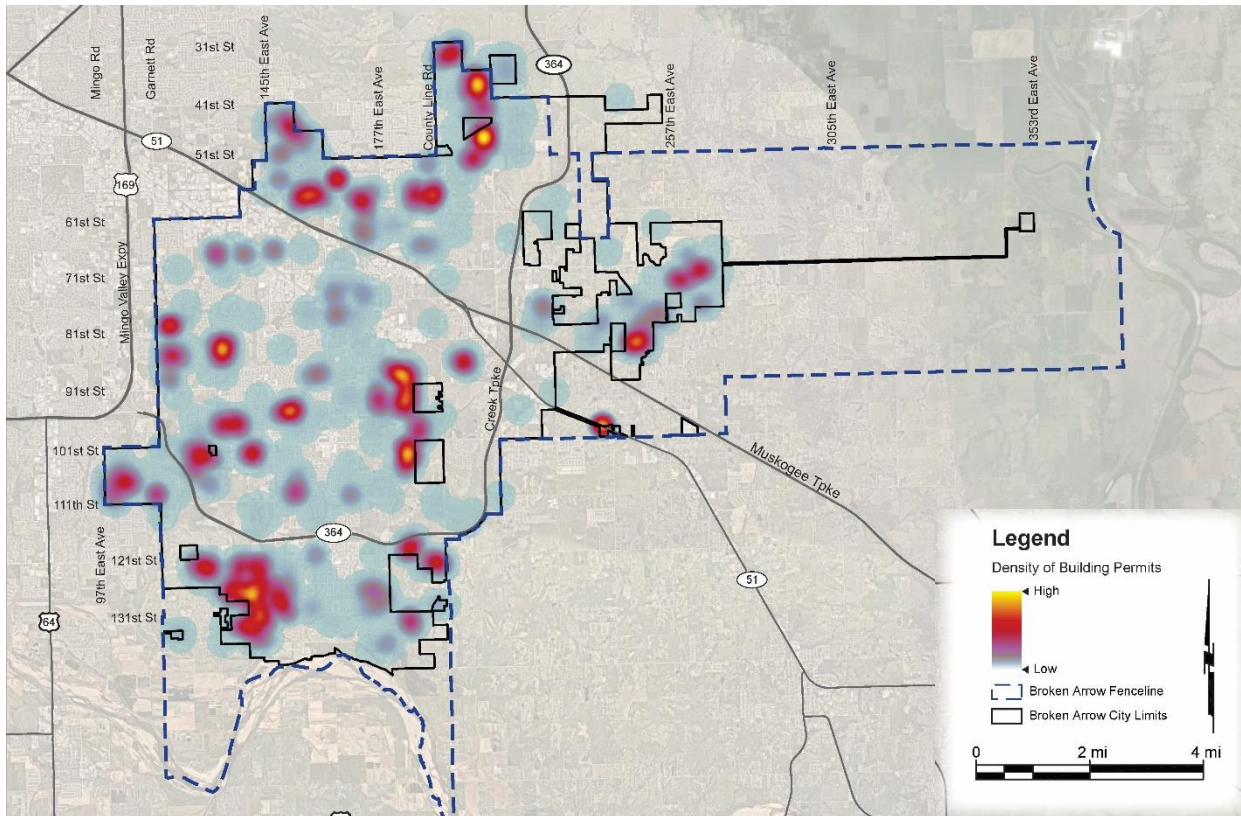 Mingo Rd
Garnett Rd
145th East Ave
177th East Ave
County Line Rd
257th East Ave
305th East Ave
353rd East Ave
31st St
41st St
51st St
61st St
71st St
81st St
91st St
101st St
111st St
121st St
131st St
364
51
169
Mingo Valley Expy
Creek Tpke
Muskogee Tpke
97th East Ave
364
51
64
Legend
Density of Building Permits
High
Low
Broken Arrow Fenceline
Broken Arrow City Limits
0 2 mi 4 mi